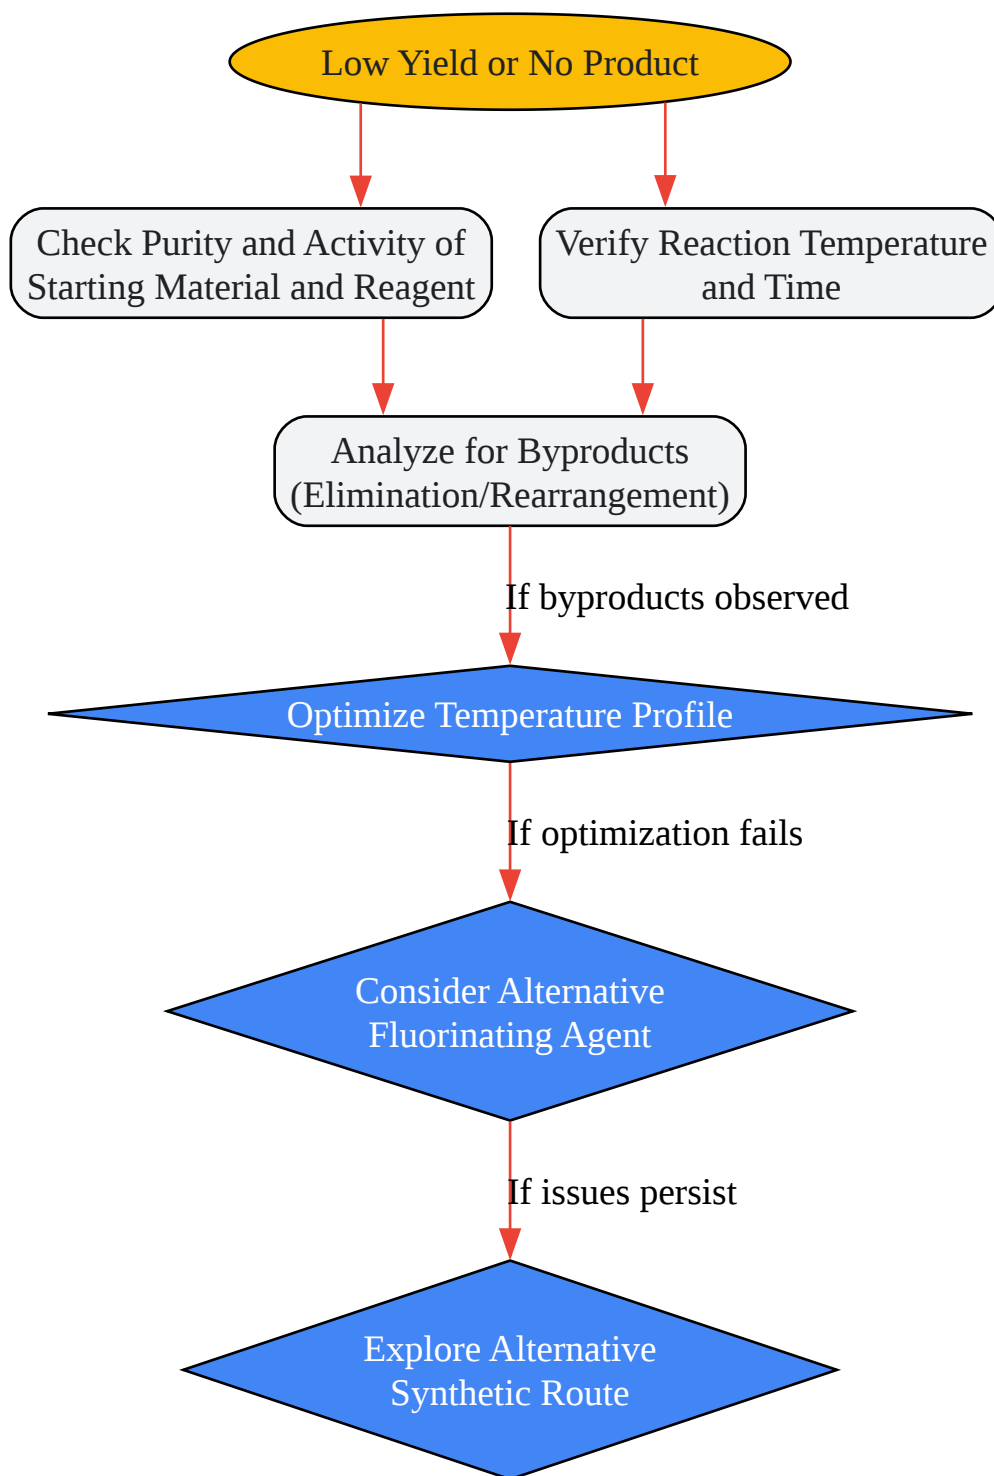 Low Yield or No Product
Check Purity and Activity of
Starting Material and Reagent
Verify Reaction Temperature
and Time
Analyze for Byproducts
(Elimination/Rearrangement)
If byproducts observed
Optimize Temperature Profile
If optimization fails
Consider Alternative
Fluorinating Agent
If issues persist
Explore Alternative
Synthetic Route